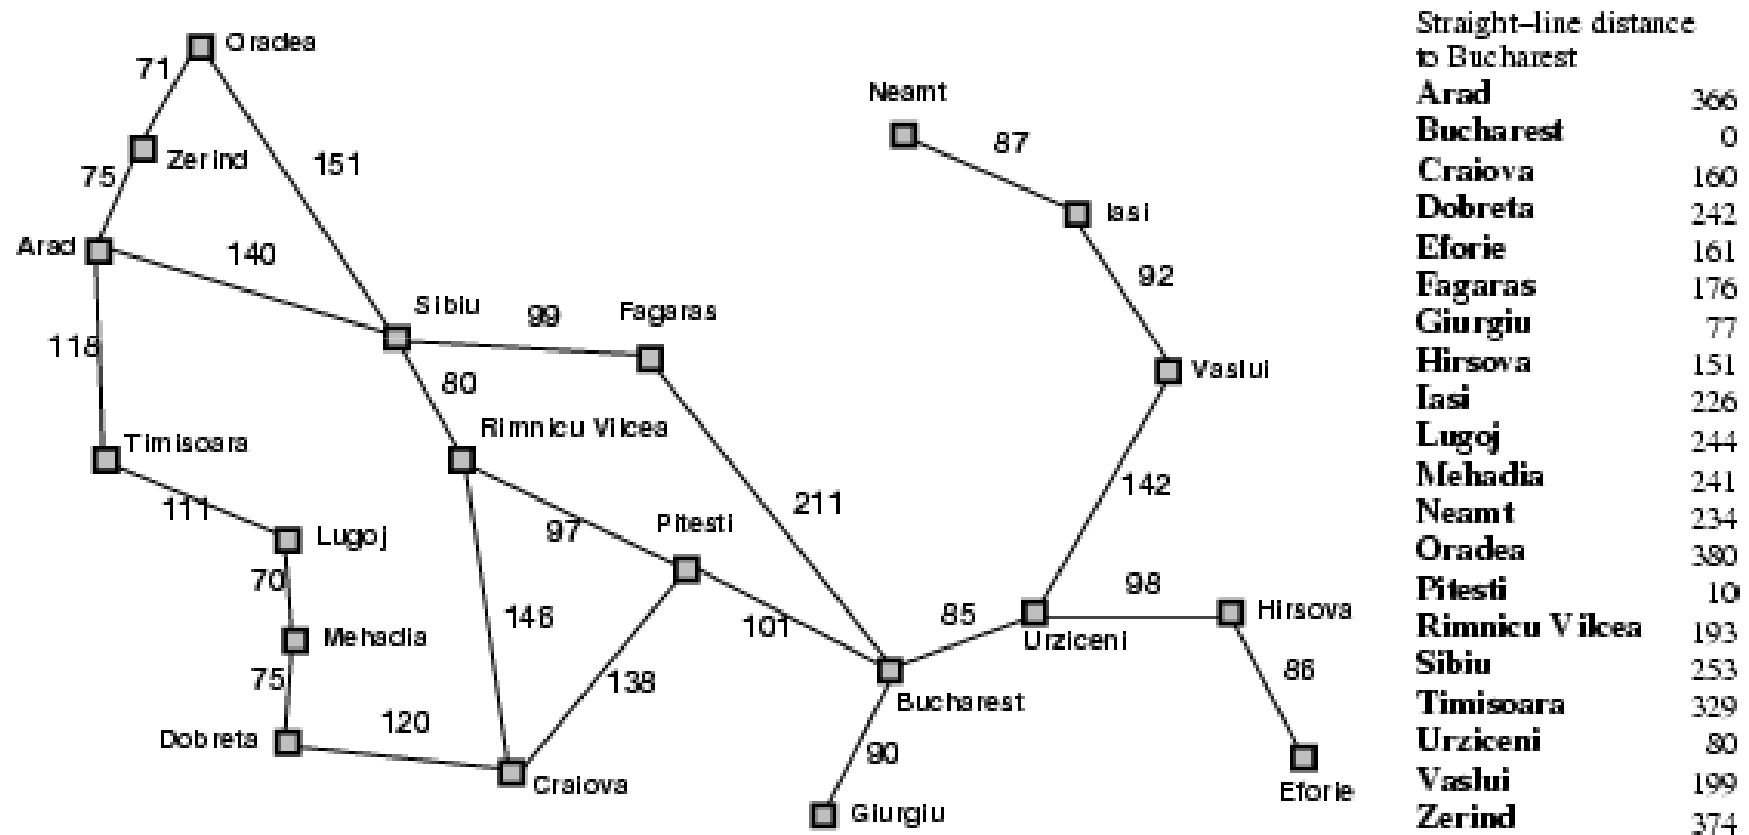 Oradea
71
Neamt
87
Zerind
151
75
Iasi
Arad
140
92
Sibiu
99
Fagaras
118
80
Vaslui
Rimnicu Vilcea
Timisoara
142
111
211
97
Pitesti
Lugoj
70
98
Hirsova
146
101
85
Urziceni
Mehadia
86
75
138
Bucharest
120
Dobreta
90
Craiova
Eforie
Giurgiu
Straight–line distance
to Bucharest
Arad 366
Bucharest 0
Craiova 160
Dobreta 242
Eforie 161
Fagaras 176
Giurgiu 77
Hirsova 151
Iasi 226
Lugoj 244
Mehadia 241
Neamt 234
Oradea 380
Pitesti 10
Rimnicu Vilcea 193
Sibiu 253
Timisoara 329
Urziceni 80
Vaslui 199
Zerind 374